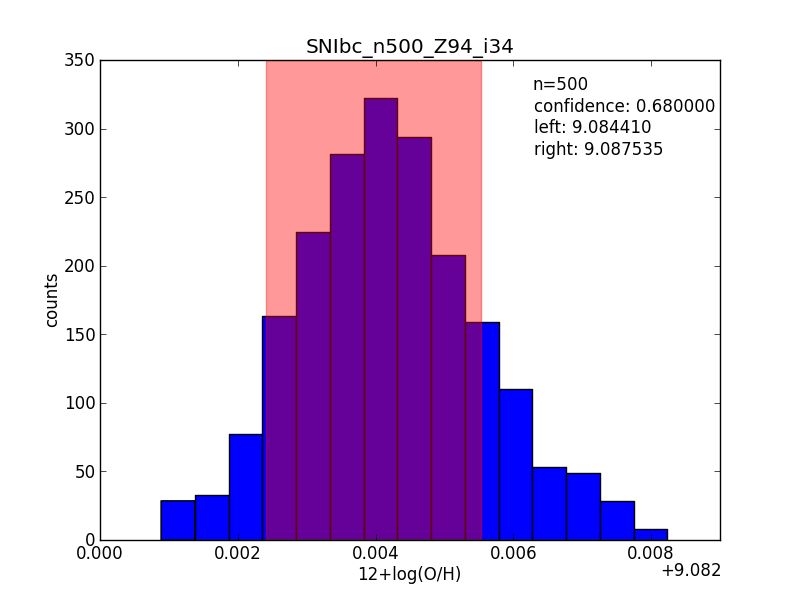 SNIbc_n500_Z94_i34
n=500
confidence: 0.680000
left: 9.084410
right: 9.087535
350
300
250
200
150
100
50
0
counts
0.000 0.002 0.004 0.006 0.008
+9.082
12+log(O/H)